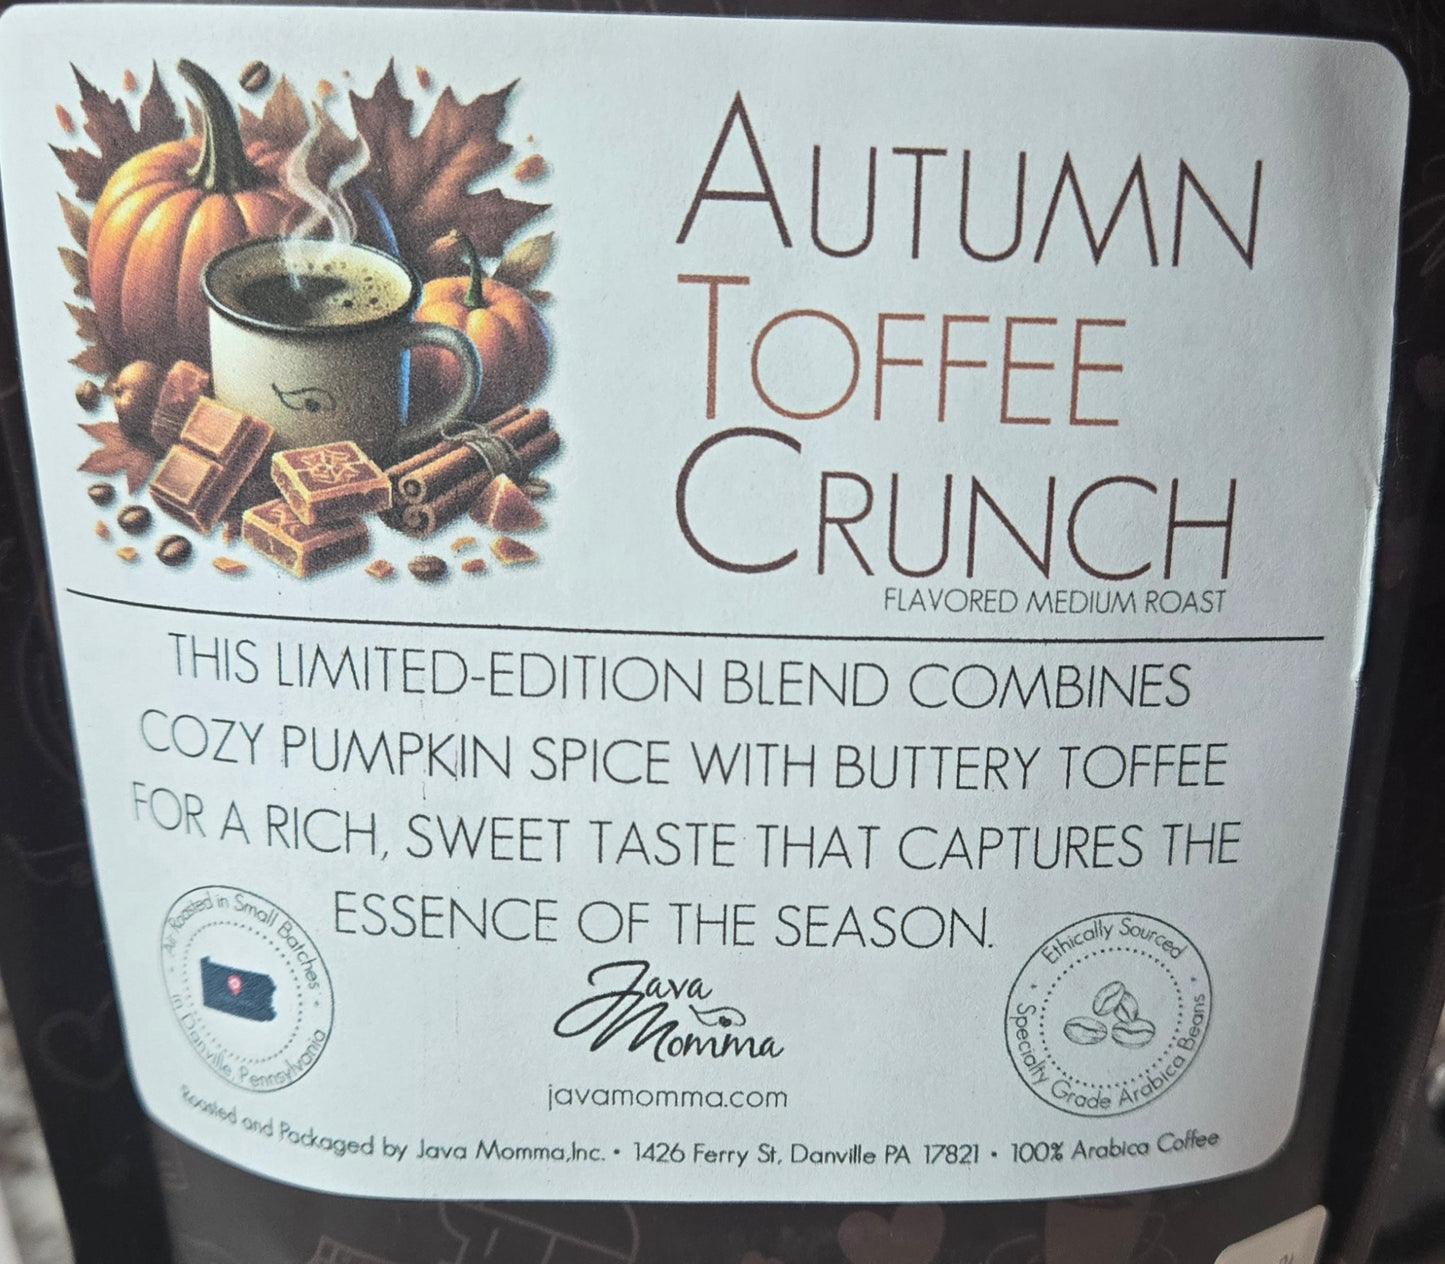 AUTUMN
TOFFEE
CRUNCH
FLAVORED MEDIUM ROAST
THIS LIMITED-EDITION BLEND COMBINES
COZY PUMPKIN SPICE WITH BUTTERY TOFFEE
FOR A RICH, SWEET TASTE THAT CAPTURES THE
ESSENCE OF THE SEASON.
Air Roasted in Small Batches •
in Danville, Pennsylvania •
Java
Momma
javamomma.com
Ethically Sourced •
Specialty Grade Arabica Beans •
Roasted and Packaged by Java Momma,Inc. • 1426 Ferry St, Danville PA 17821 • 100% Arabica Coffee